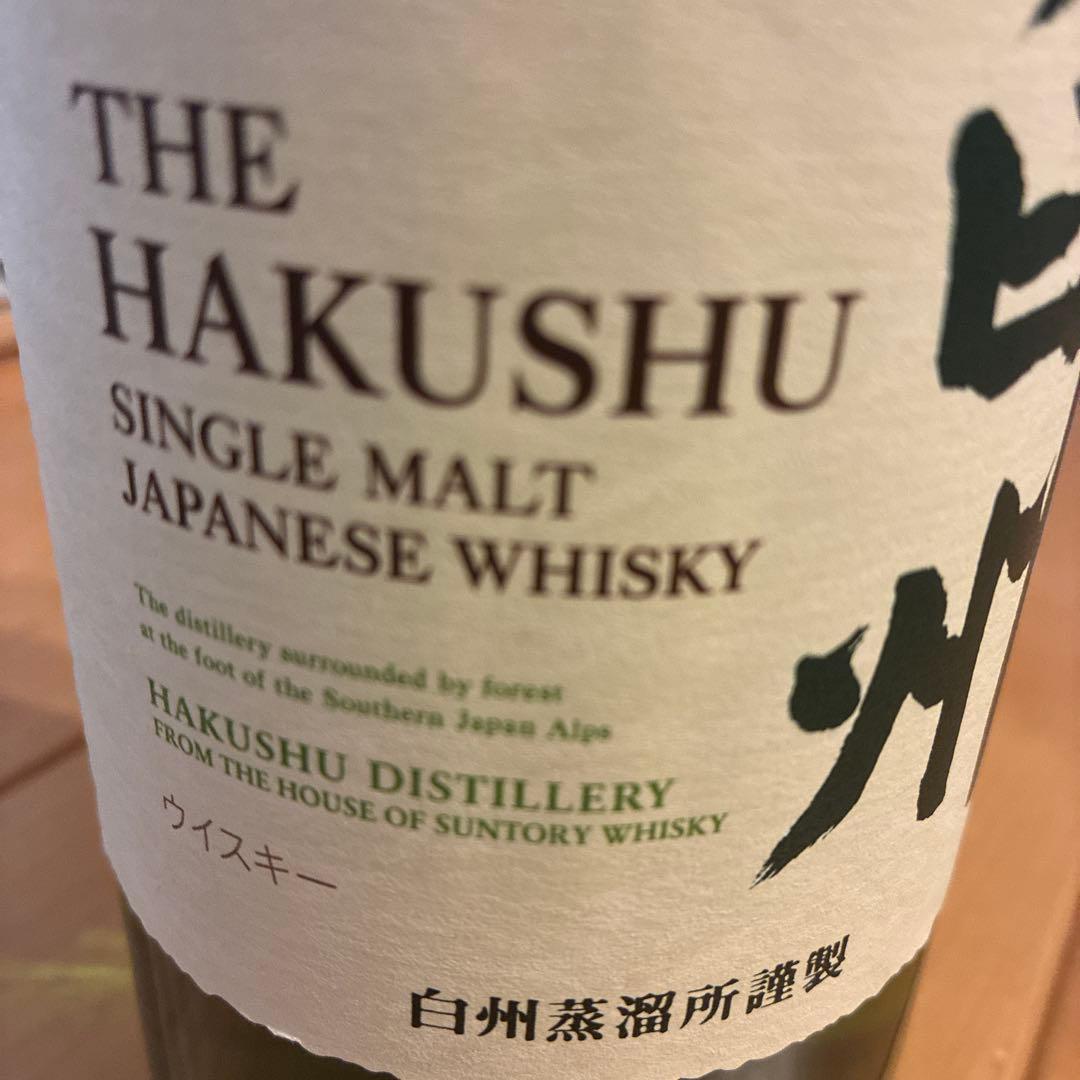 THE
HAKUSHU
SINGLE MALT
JAPANESE WHISKY
The distillery surrounded by forest
at the foot of the Southern Japan Alps
HAKUSHU DISTILLERY
FROM THE HOUSE OF SUNTORY WHISKY
ウイスキー
白州蒸溜所謹製
白州